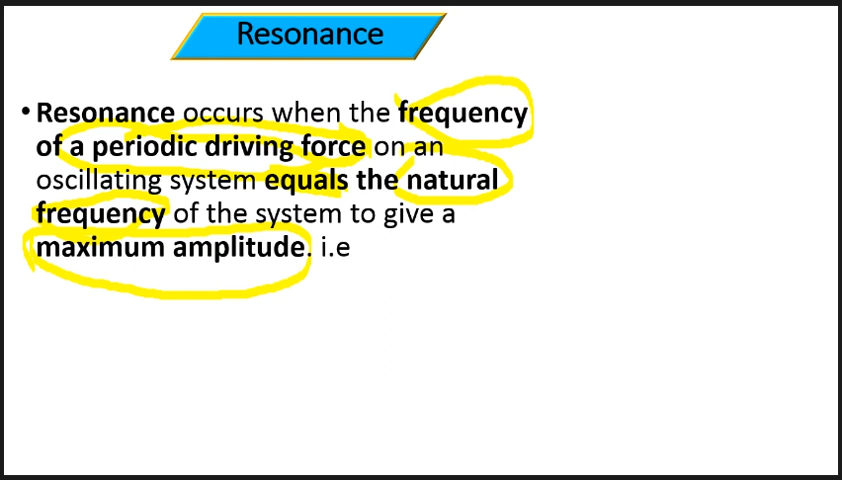 Resonance
• Resonance occurs when the frequency
of a periodic driving force on an
oscillating system equals the natural
frequency of the system to give a
maximum amplitude. i.e